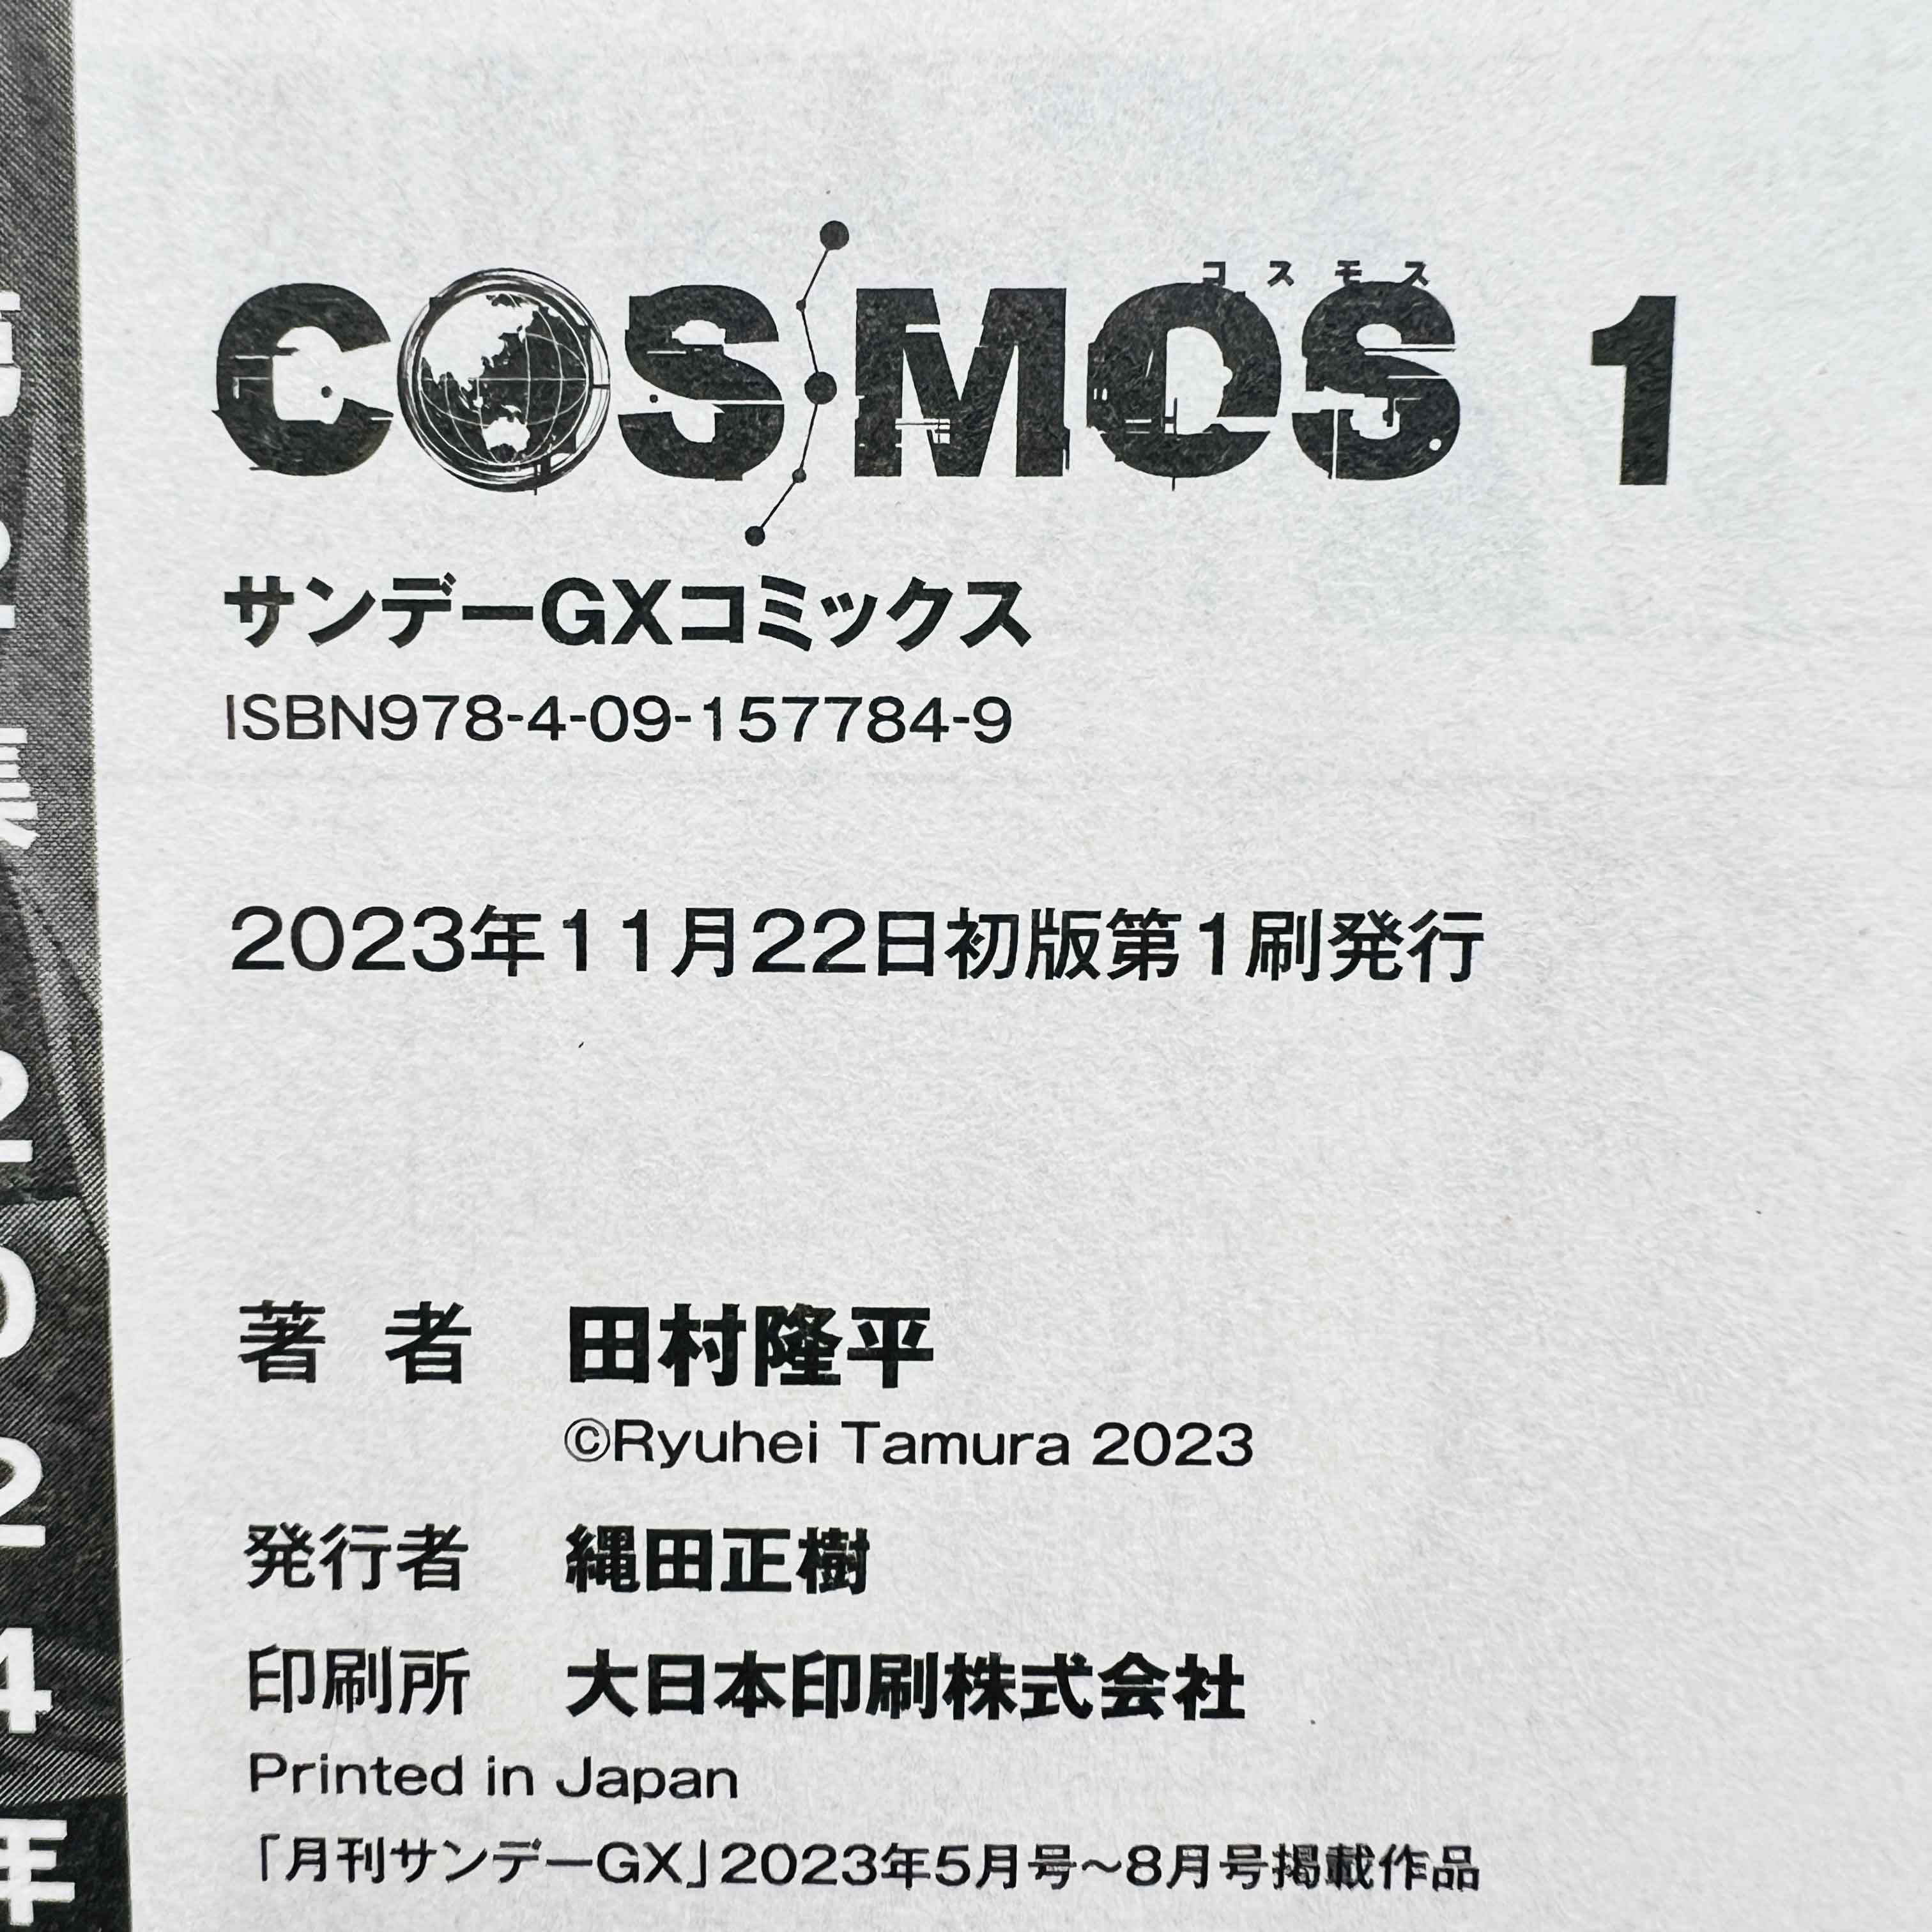 コスモス
COSMOS 1
サンデーGXコミックス
ISBN978-4-09-157784-9
2023年11月22日初版第1刷発行
著者 田村隆平
©Ryuhei Tamura 2023
発行者 縄田正樹
印刷所 大日本印刷株式会社
Printed in Japan
「月刊サンデーGX」2023年5月号~8月号掲載作品